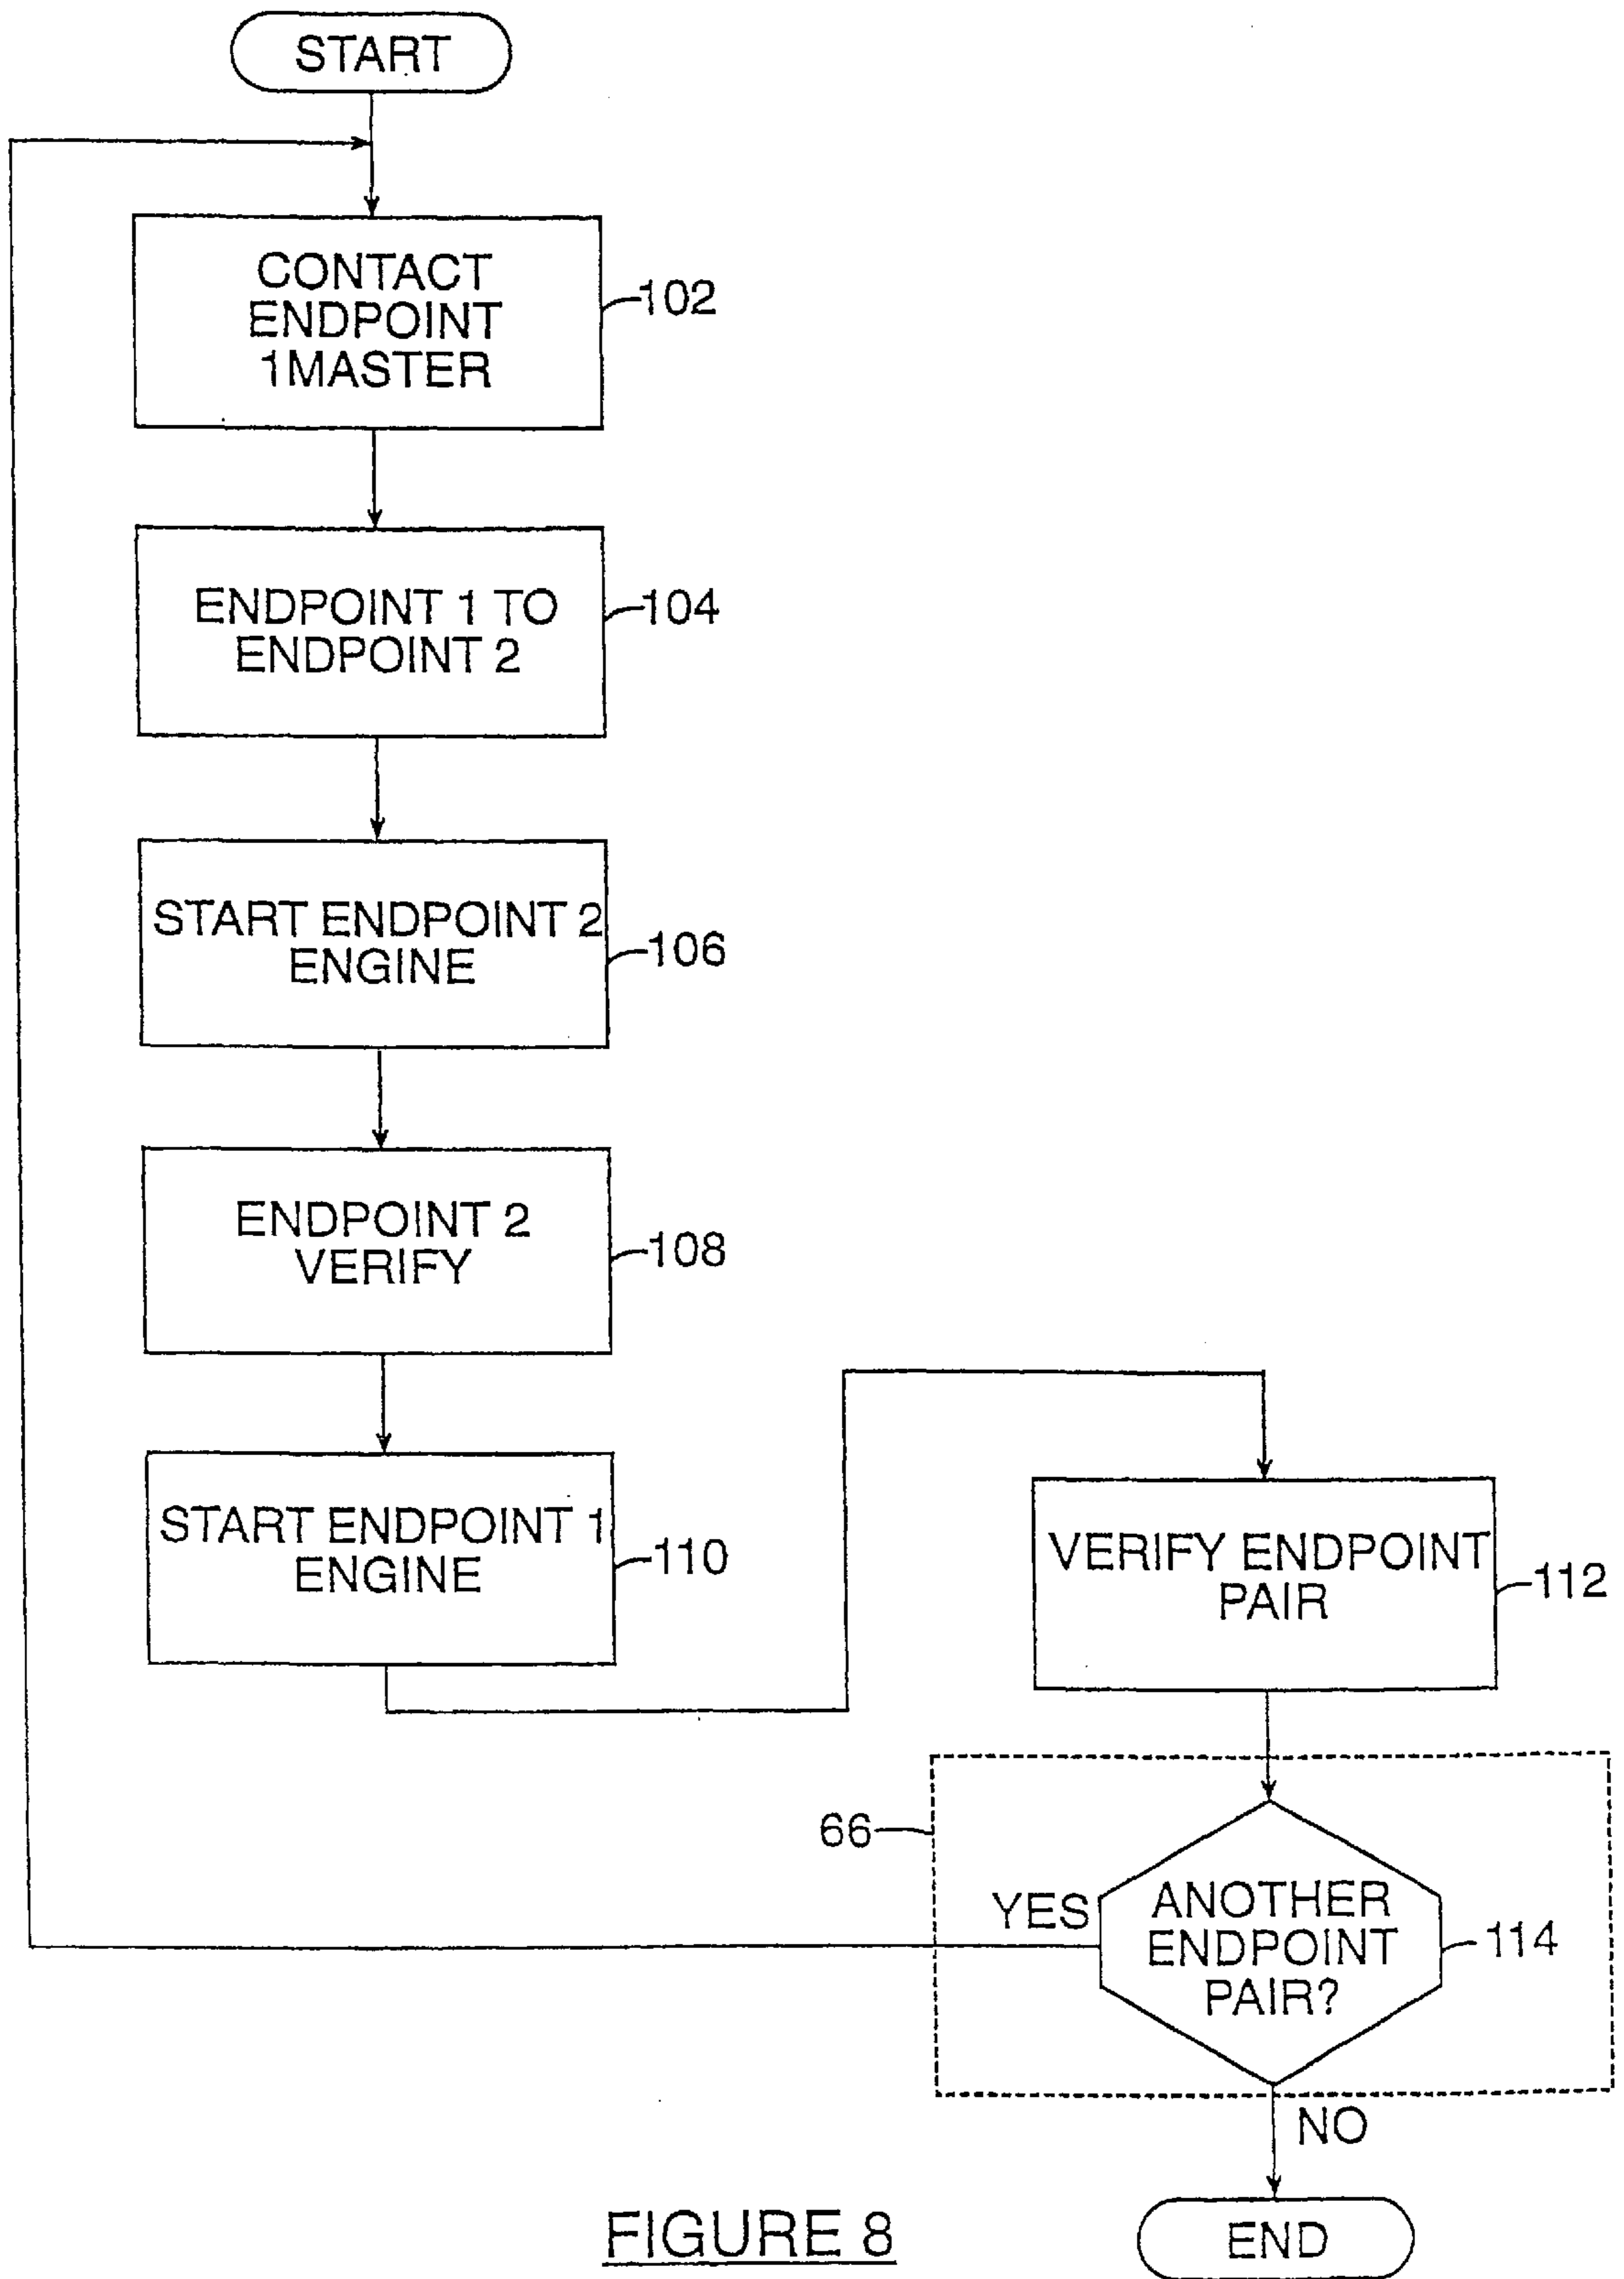 START
CONTACT
ENDPOINT
1MASTER
102
ENDPOINT 1 TO
ENDPOINT 2
104
START ENDPOINT 2
ENGINE
106
ENDPOINT 2
VERIFY
108
START ENDPOINT 1
ENGINE
110
VERIFY ENDPOINT
PAIR
112
66
YES
ANOTHER
ENDPOINT
PAIR?
114
NO
END
FIGURE 8